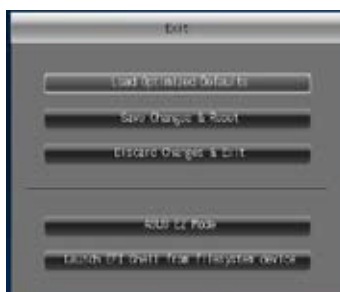 Exit
Load Optimized Defaults
Save Changes & Reset
Discard Changes & Exit
ASUS EZ Mode
Launch EFI Shell from filesystem device